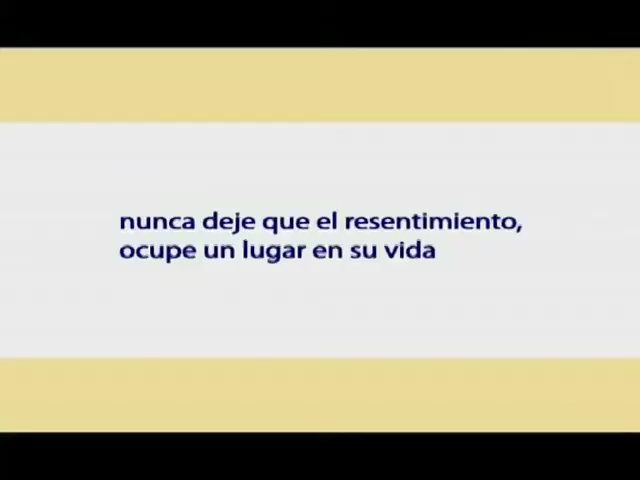 nunca deje que el resentimiento,
ocupe un lugar en su vida